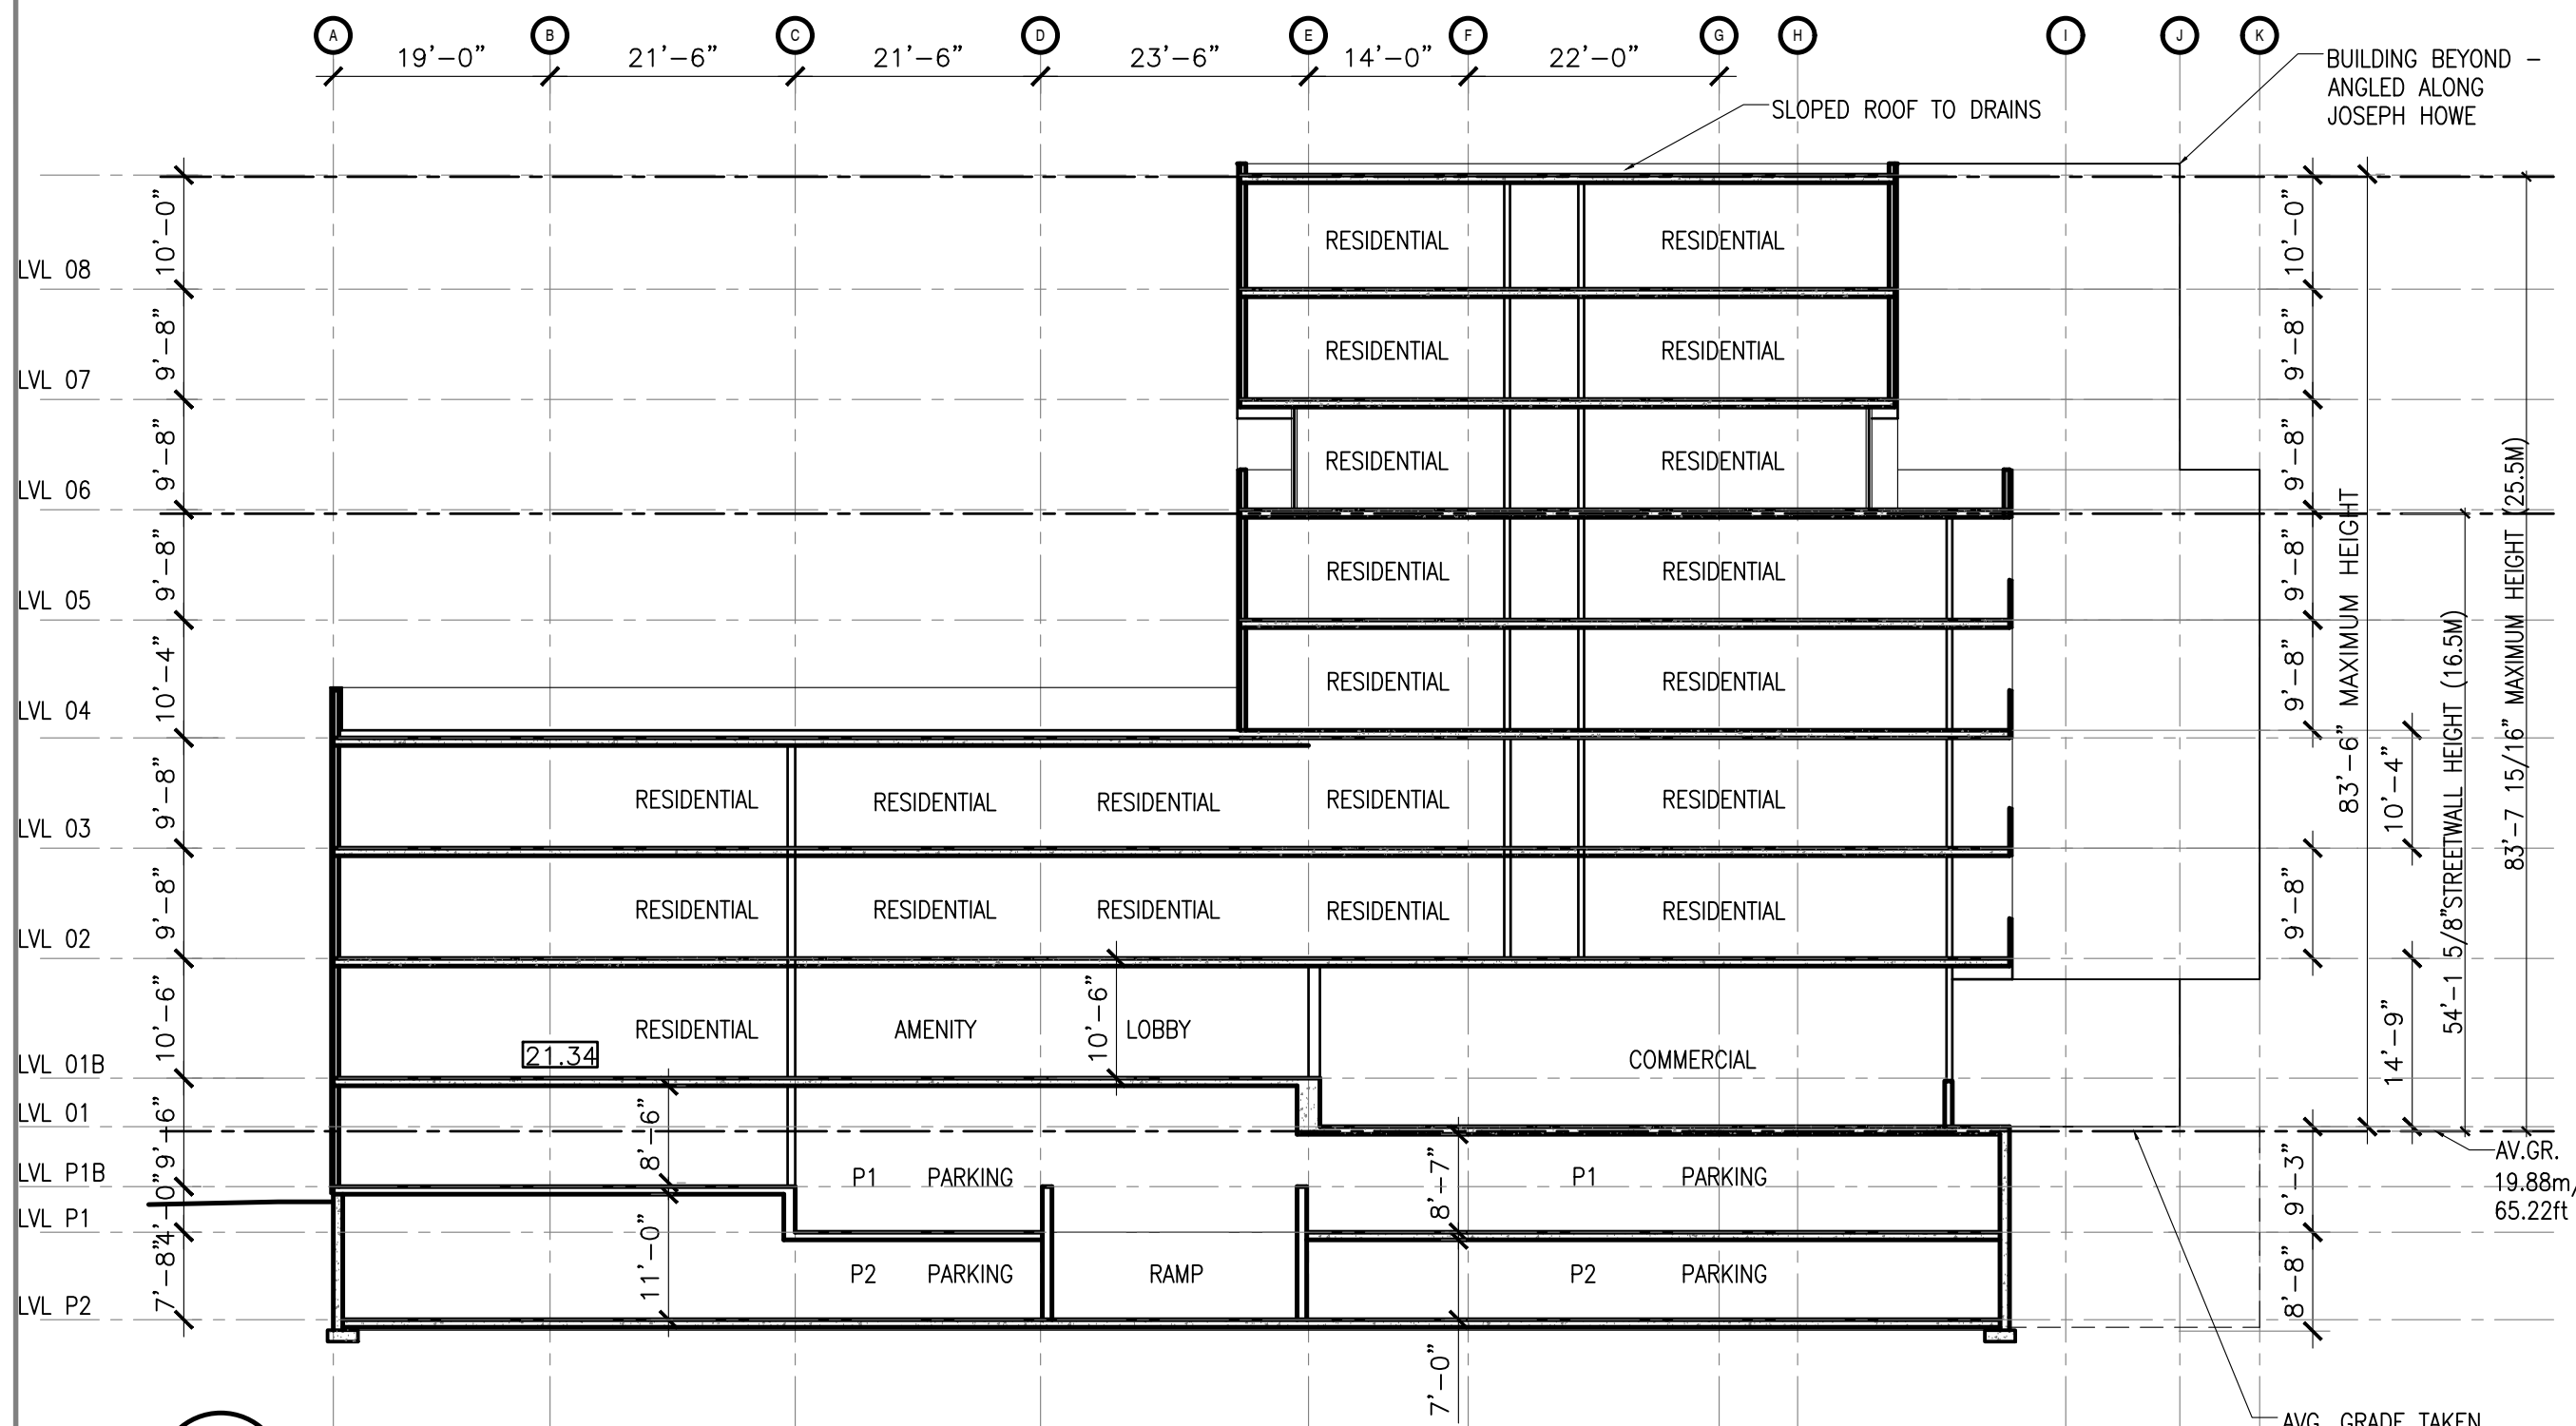 A B C D E F G H I J K
19'-0" 21'-6" 21'-6" 23'-6" 14'-0" 22'-0"
BUILDING BEYOND -
ANGLED ALONG
JOSEPH HOWE
SLOPED ROOF TO DRAINS
10'-0"
RESIDENTIAL RESIDENTIAL
10'-0"
LVL 08
9'-8"
RESIDENTIAL RESIDENTIAL
9'-8"
LVL 07
9'-8"
RESIDENTIAL RESIDENTIAL
9'-8"
LVL 06
9'-8"
RESIDENTIAL RESIDENTIAL
9'-8"
LVL 05
10'-4"
RESIDENTIAL RESIDENTIAL
9'-8"
LVL 04
83'-6" MAXIMUM HEIGHT
83'-7 15/16" MAXIMUM HEIGHT (25.5M)
54'-1 5/8"STREETWALL HEIGHT (16.5M)
9'-8"
RESIDENTIAL RESIDENTIAL RESIDENTIAL RESIDENTIAL RESIDENTIAL
10'-4"
LVL 03
9'-8"
RESIDENTIAL RESIDENTIAL RESIDENTIAL RESIDENTIAL RESIDENTIAL
9'-8"
LVL 02
10'-6"
RESIDENTIAL AMENITY 10'-6" LOBBY
COMMERCIAL
14'-9"
21.34
LVL 01B
LVL 01
9'-6"
8'-6"
LVL P1B
P1 PARKING
8'-7"
P1 PARKING
9'-3"
AV.GR.
19.88m/
65.22ft
4'-0"
LVL P1
7'-8"
11'-0"
P2 PARKING RAMP P2 PARKING
8'-8"
LVL P2
7'-0"
AVG. GRADE TAKEN